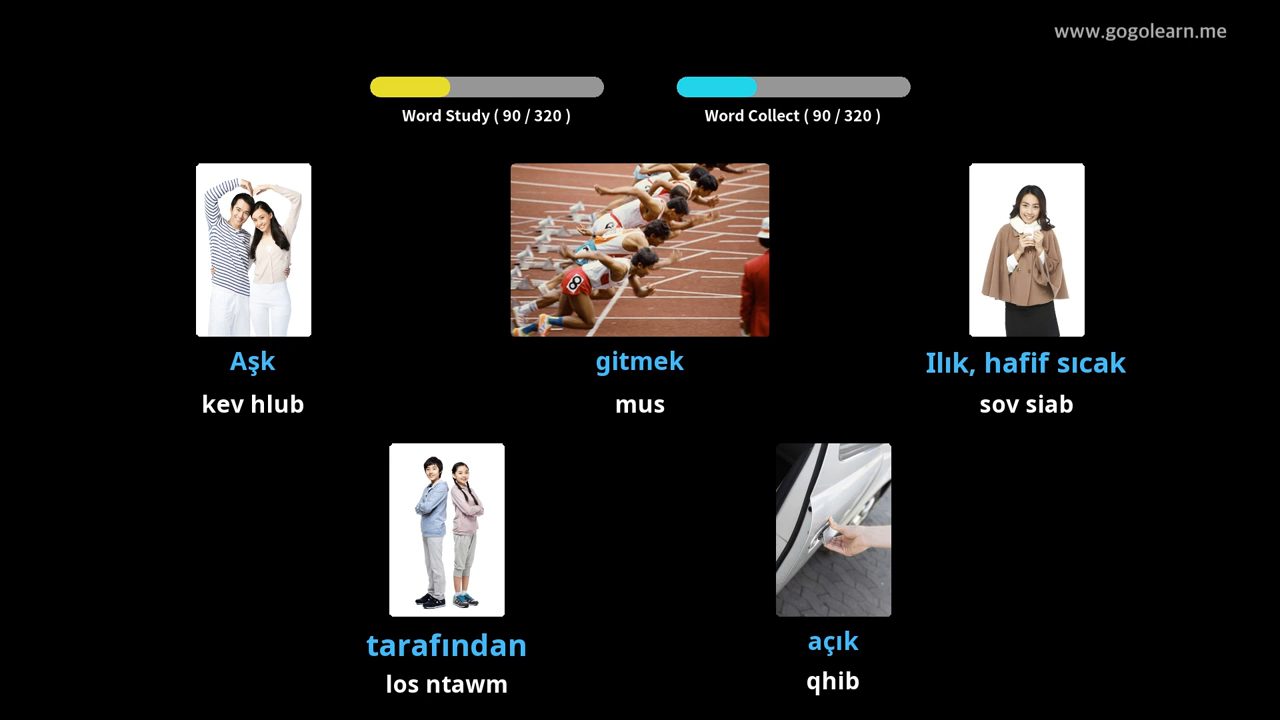 www.gogolearn.me
Word Study ( 90 / 320 )
Word Collect ( 90 / 320 )
Aşk
gitmek
Ilık, hafif sıcak
kev hlub
mus
sov siab
8
tarafından
açık
los ntawm
qhib